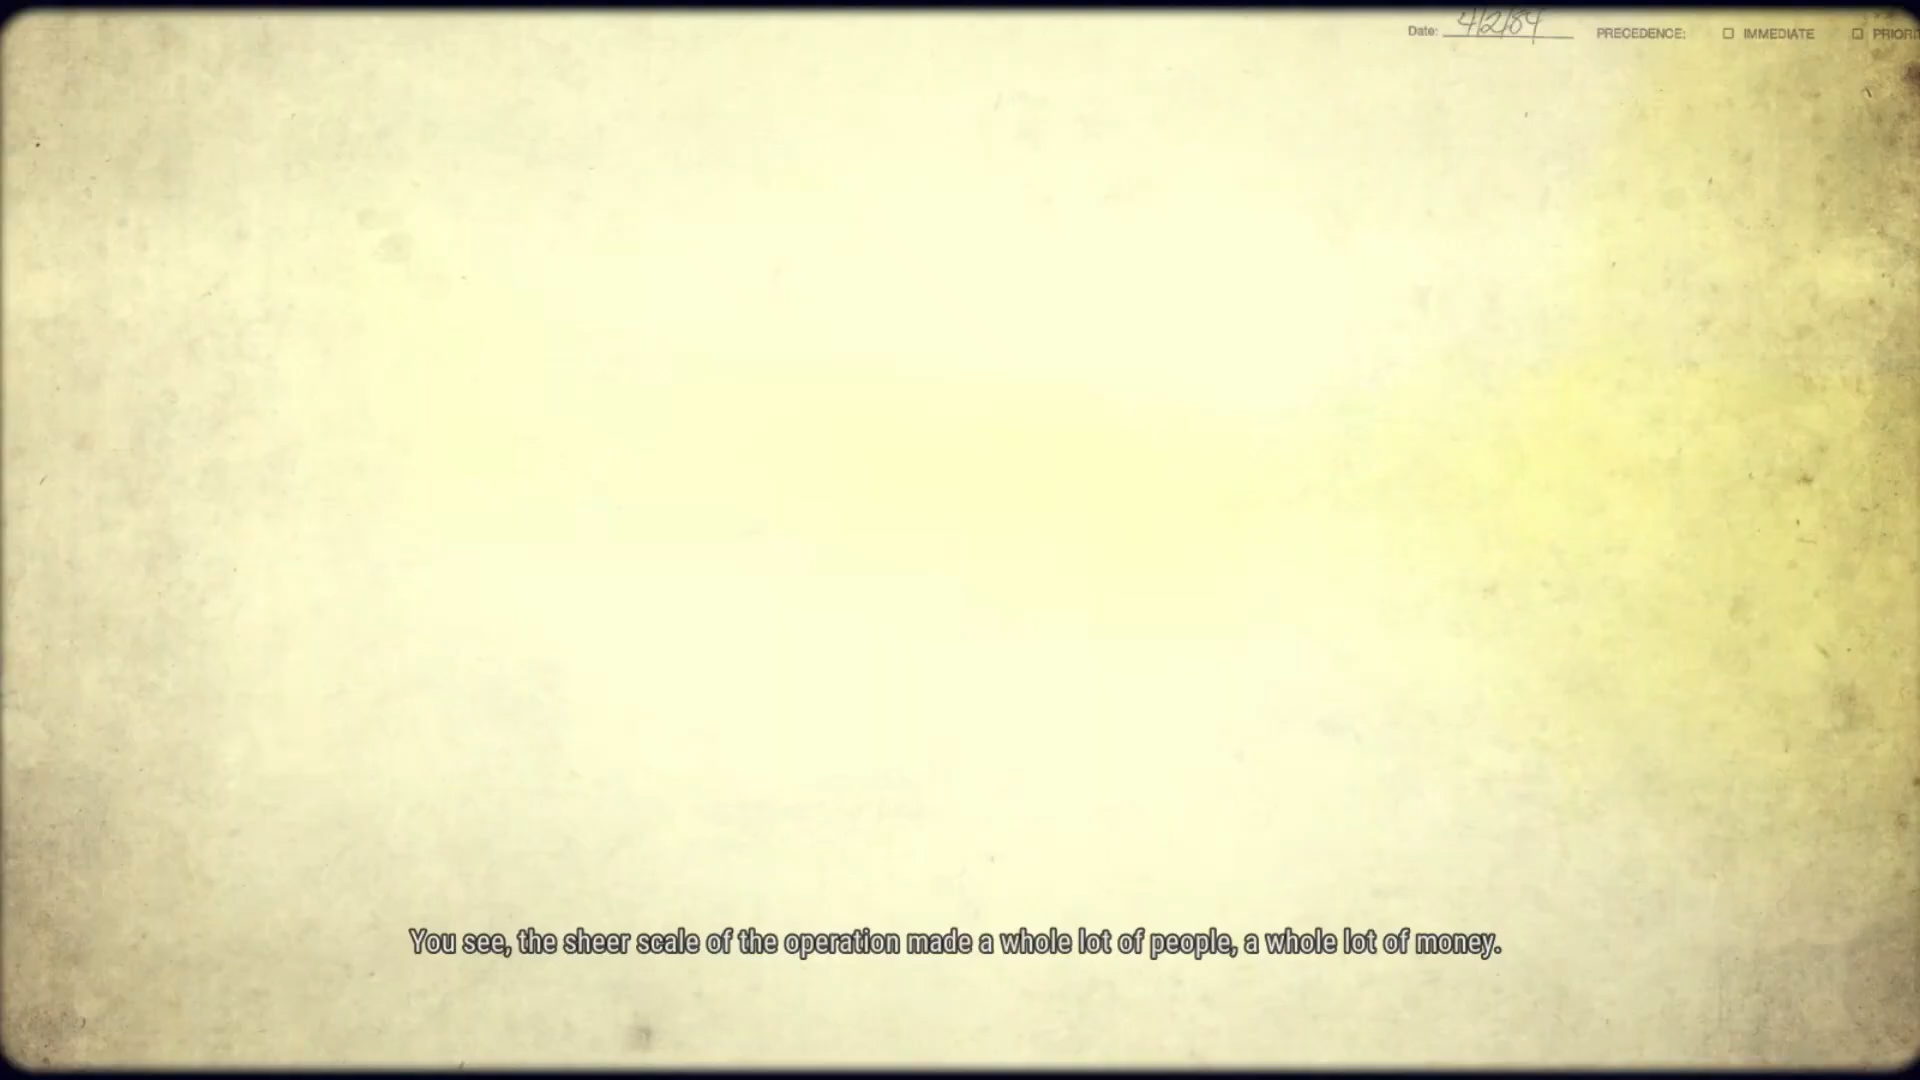 Date: 4/2/84 PRECEDENCE: ☐ IMMEDIATE ☐ PRIORI
You see, the sheer scale of the operation made a whole lot of people, a whole lot of money.